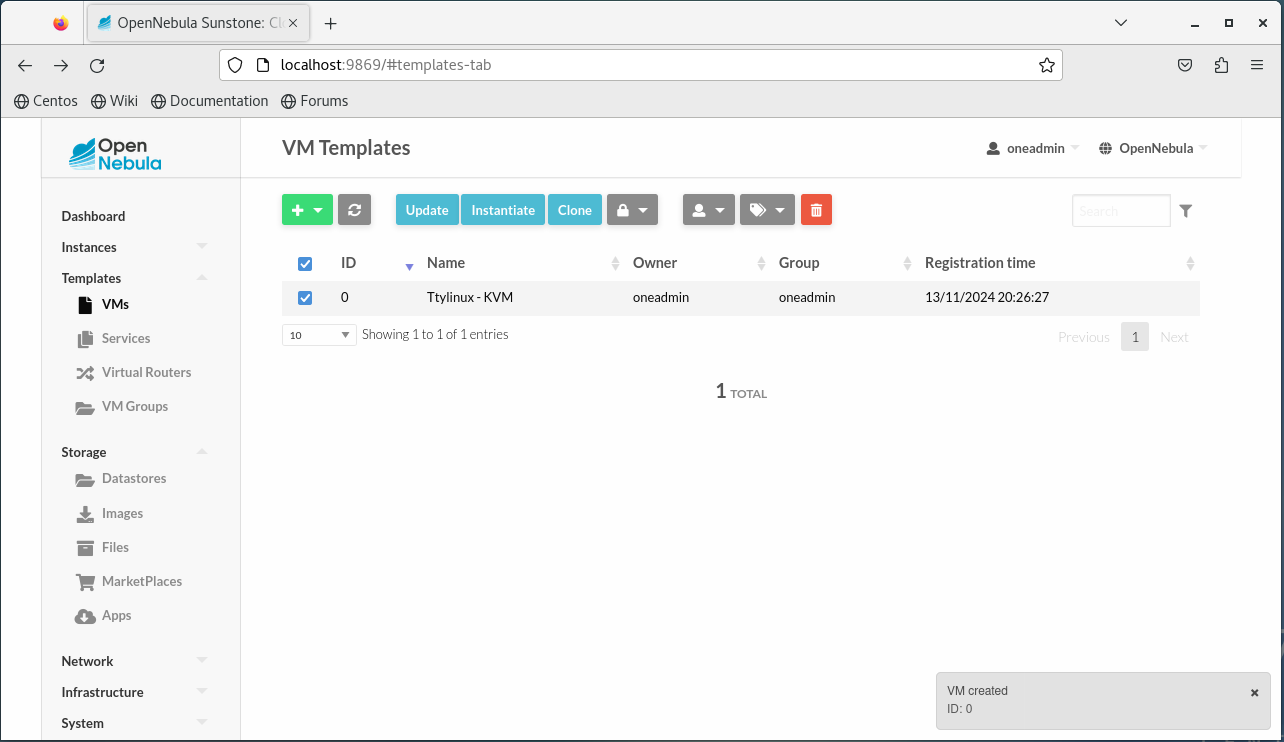 OpenNebula Sunstone: Cl
localhost:9869/#templates-tab
Centos Wiki Documentation Forums
Open
Nebula
VM Templates
oneadmin OpenNebula
Dashboard
Instances
Templates
VMs
Services
Virtual Routers
VM Groups
Storage
Datastores
Images
Files
MarketPlaces
Apps
Network
Infrastructure
System
Update Instantiate Clone
Search
ID Name Owner Group Registration time
0 Ttylinux - KVM oneadmin oneadmin 13/11/2024 20:26:27
10 Showing 1 to 1 of 1 entries
Previous 1 Next
1 TOTAL
VM created
ID: 0